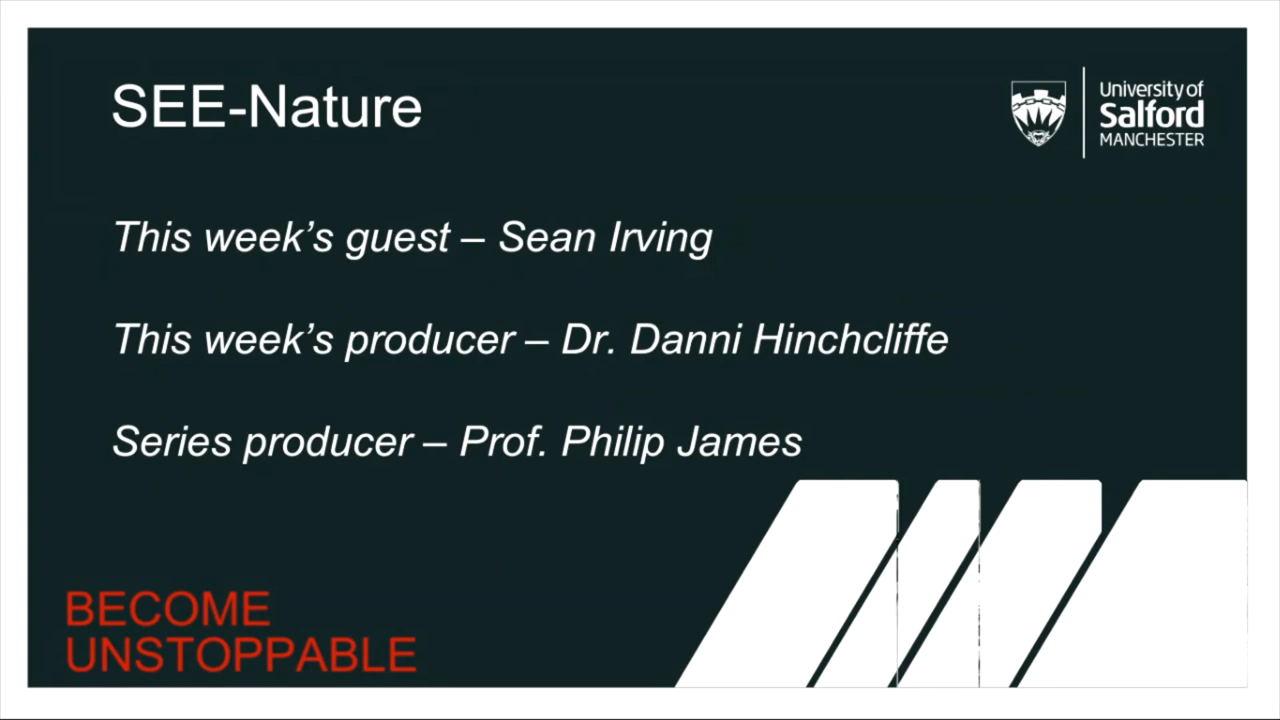 SEE-Nature
University of
Salford
MANCHESTER
This week’s guest – Sean Irving
This week’s producer – Dr. Danni Hinchcliffe
Series producer – Prof. Philip James
BECOME
UNSTOPPABLE